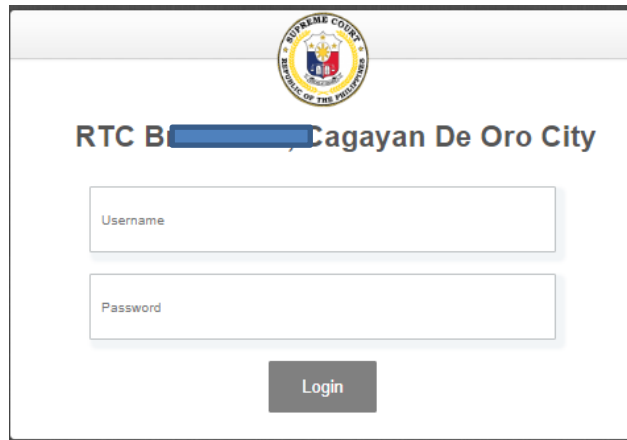 SUPREME COURT
REPUBLIC OF THE PHILIPPINES
RTC B Cagayan De Oro City
Username
Password
Login